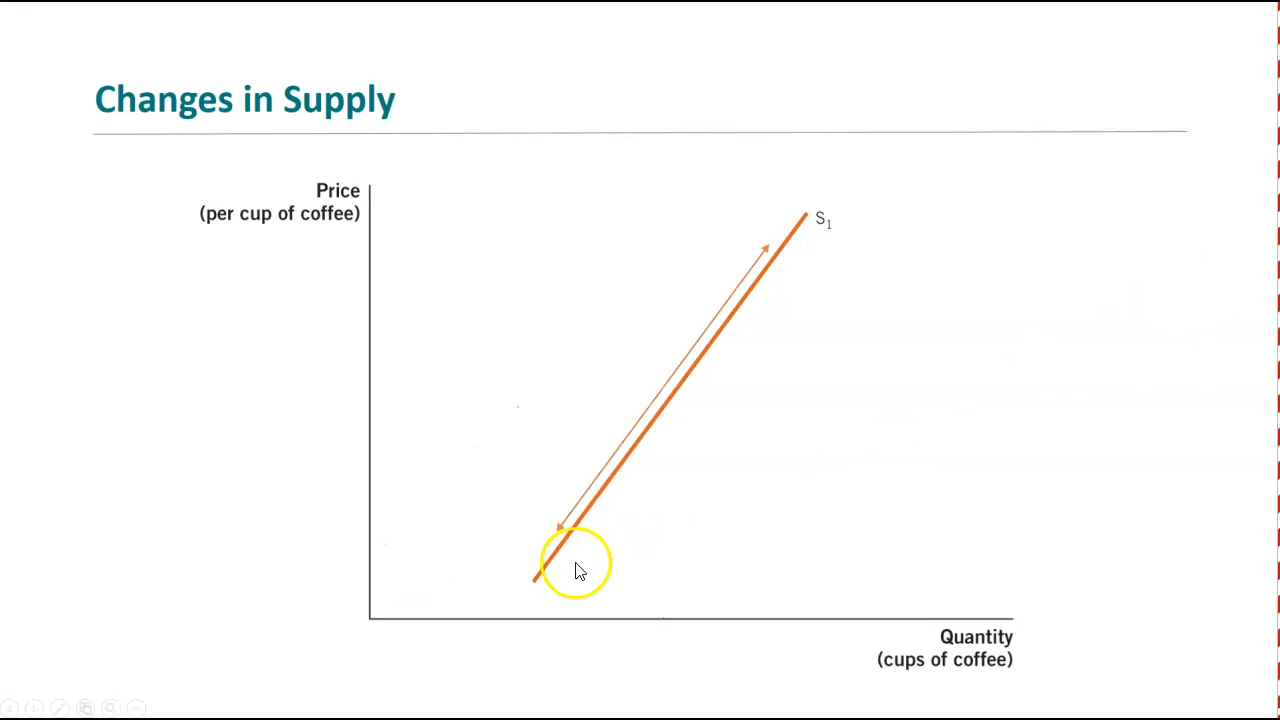 Changes in Supply
Price
(per cup of coffee)
S₁
Quantity
(cups of coffee)